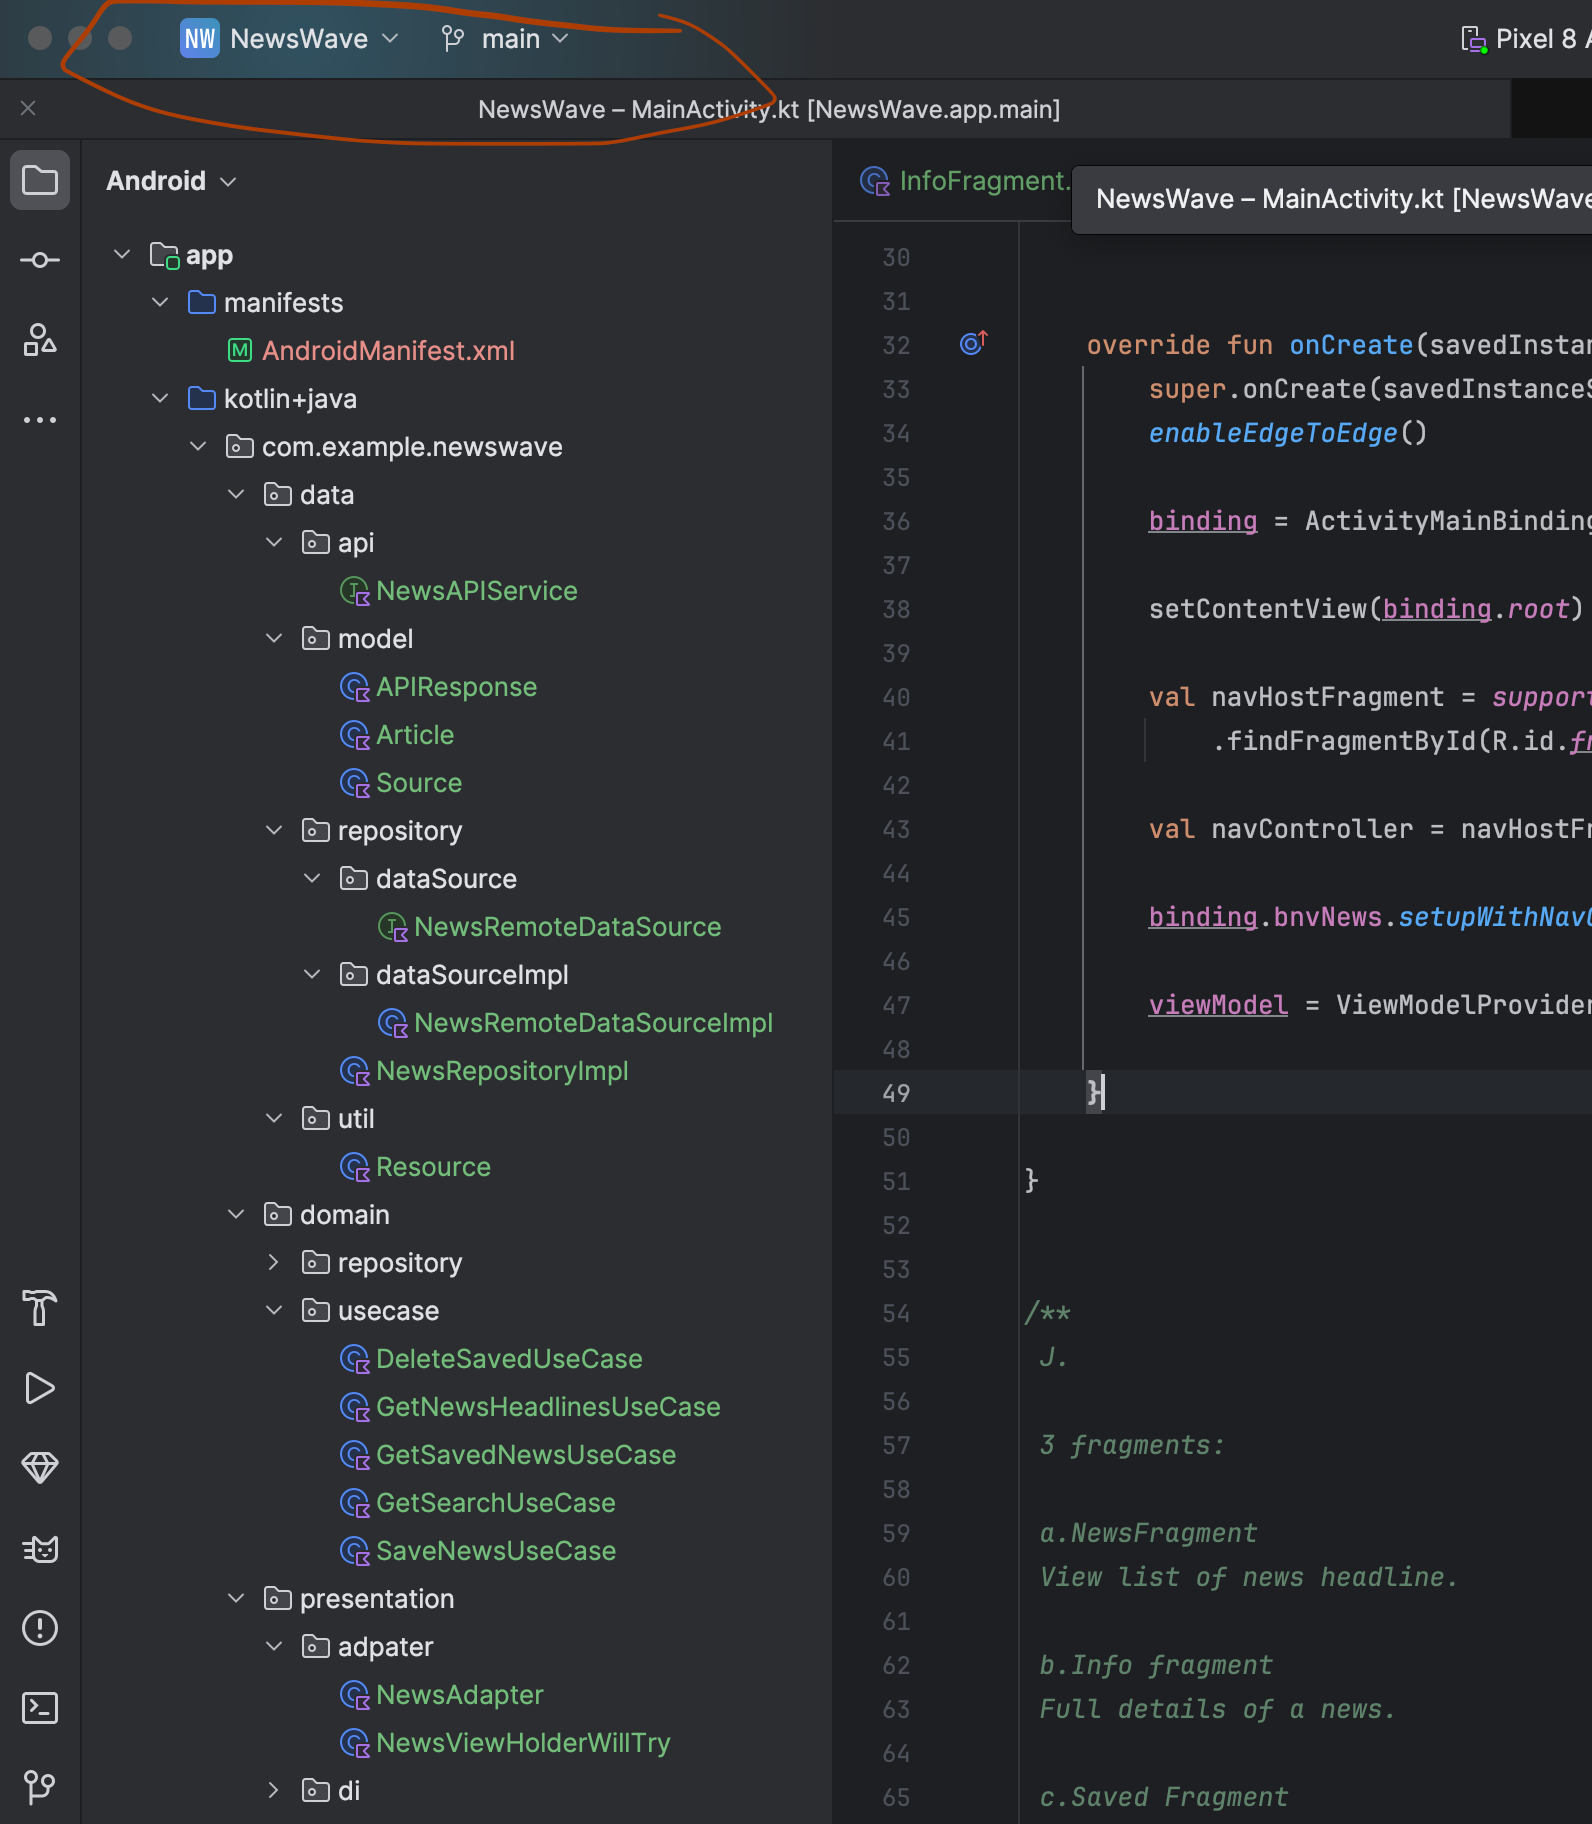 NW NewsWave main Pixel 8
NewsWave – MainActivity.kt [NewsWave.app.main]
Android
InfoFragment.
NewsWave – MainActivity.kt [NewsWave
app
manifests
AndroidManifest.xml
kotlin+java
com.example.newswave
data
api
NewsAPIService
model
APIResponse
Article
Source
repository
dataSource
NewsRemoteDataSource
dataSourceImpl
NewsRemoteDataSourceImpl
NewsRepositoryImpl
util
Resource
domain
repository
usecase
DeleteSavedUseCase
GetNewsHeadlinesUseCase
GetSavedNewsUseCase
GetSearchUseCase
SaveNewsUseCase
presentation
adpater
NewsAdapter
NewsViewHolderWillTry
di
30
31
32 override fun onCreate(savedInstan
33 super.onCreate(savedInstanceS
34 enableEdgeToEdge()
35
36 binding = ActivityMainBinding
37
38 setContentView(binding.root)
39
40 val navHostFragment = support
41 .findFragmentById(R.id.fr
42
43 val navController = navHostFr
44
45 binding.bnvNews.setupWithNavC
46
47 viewModel = ViewModelProvider
48
49 }
50
51 }
52
53
54 /**
55 J.
56
57 3 fragments:
58
59 a.NewsFragment
60 View list of news headline.
61
62 b.Info fragment
63 Full details of a news.
64
65 c.Saved Fragment